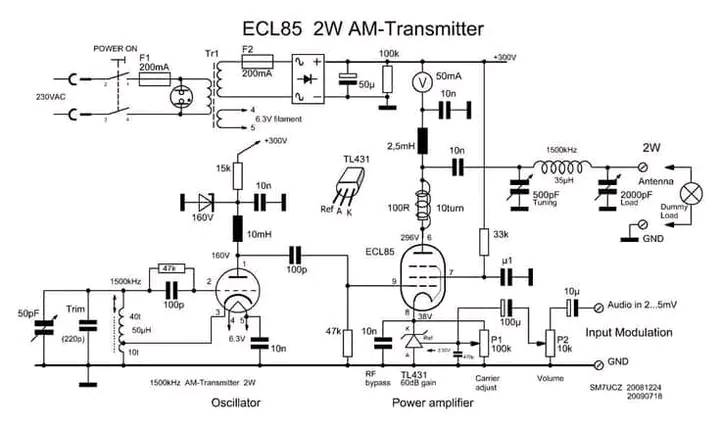 ECL85 2W AM-Transmitter
POWER ON
F1
200mA
230VAC
Tr1
F2
200mA
4
6.3V filament
5
50µ
100k
50mA
V
+300V
10n
2,5mH
10n
1500kHz
35µH
2W
Antenna
500pF
Tuning
2000pF
Load
Dummy
Load
GND
+300V
15k
10n
160V
10mH
TL431
Ref A K
100R
10turn
296V 6
ECL85
33k
160V 1
100p
9
7
µ1
8
38V
1500kHz
47k
100p
2
3
4
5
6.3V
10n
50pF
Trim
(220p)
40t
50µH
10t
47k
10n
RF
bypass
K
Ref
A
TL431
60dB gain
2.50V
470k
P1
100k
Carrier
adjust
100µ
P2
10k
Volume
10µ
Audio in 2...5mV
Input Modulation
GND
1500kHz AM-Transmitter 2W
Oscillator
Power amplifier
SM7UCZ 20081224
20090718